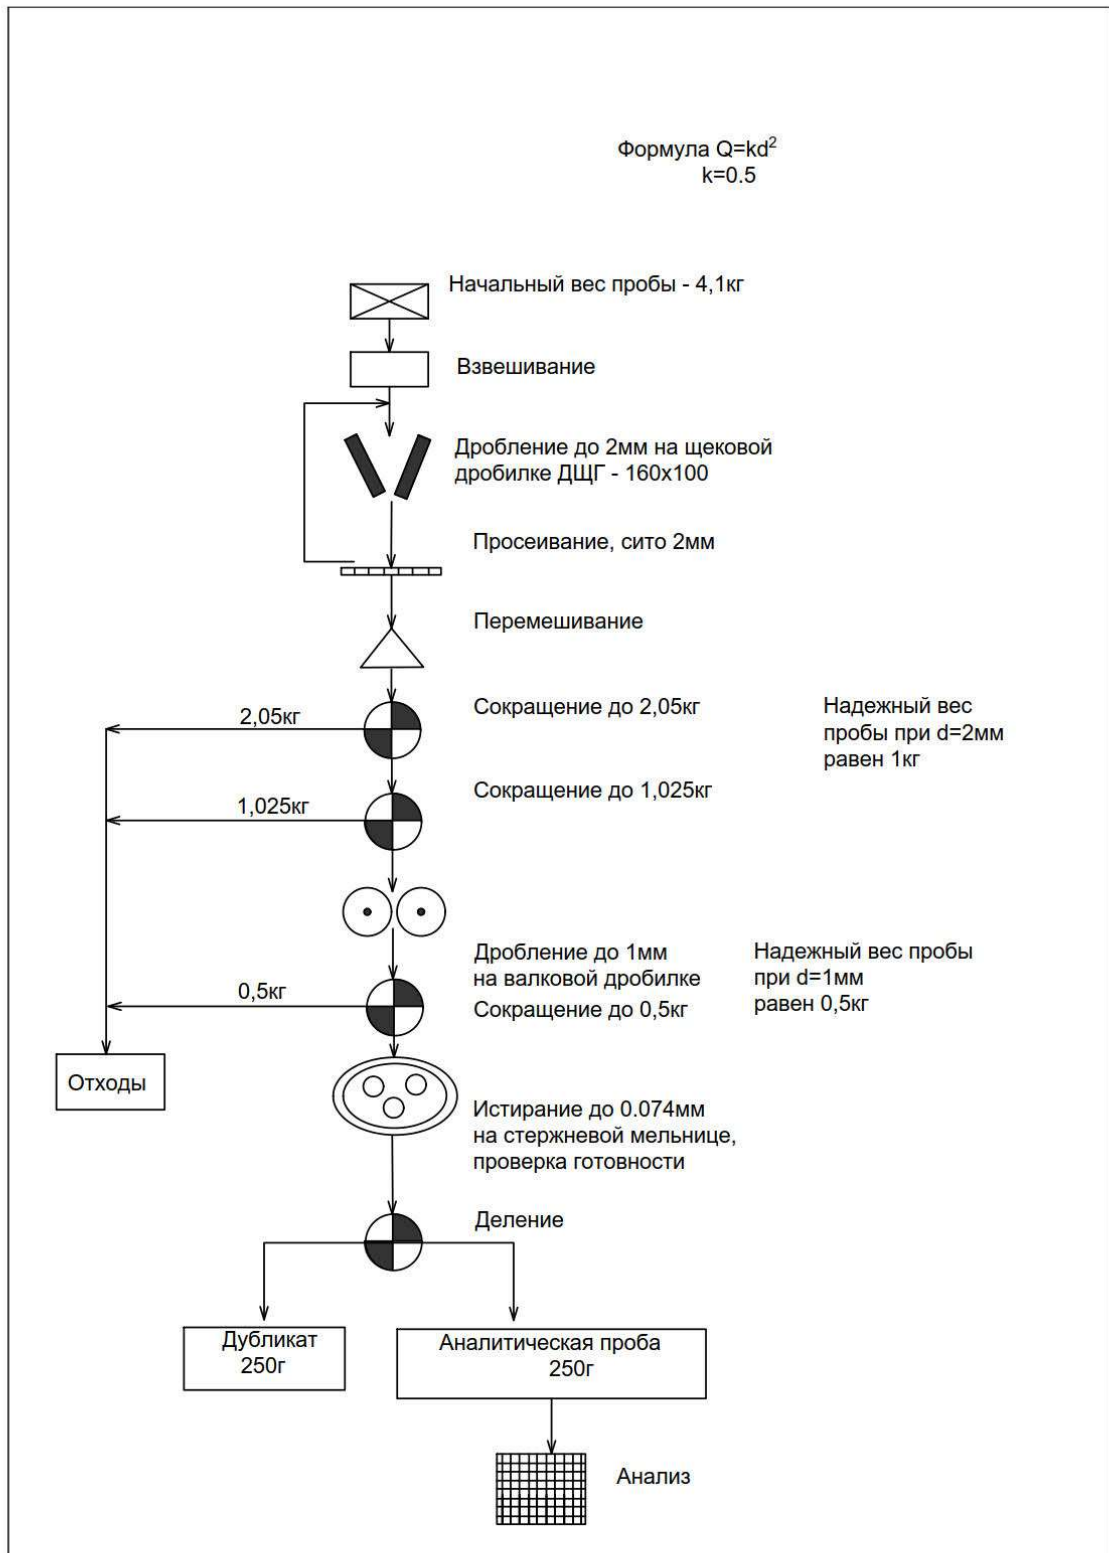 Формула Q=kd²
k=0.5
Начальный вес пробы - 4,1кг
Взвешивание
Дробление до 2мм на щековой
дробилке ДЩГ - 160х100
Просеивание, сито 2мм
Перемешивание
2,05кг
Сокращение до 2,05кг
Надежный вес
пробы при d=2мм
равен 1кг
1,025кг
Сокращение до 1,025кг
Дробление до 1мм
на валковой дробилке
Надежный вес пробы
при d=1мм
равен 0,5кг
0,5кг
Сокращение до 0,5кг
Отходы
Истирание до 0.074мм
на стержневой мельнице,
проверка готовности
Деление
Дубликат
250г
Аналитическая проба
250г
Анализ